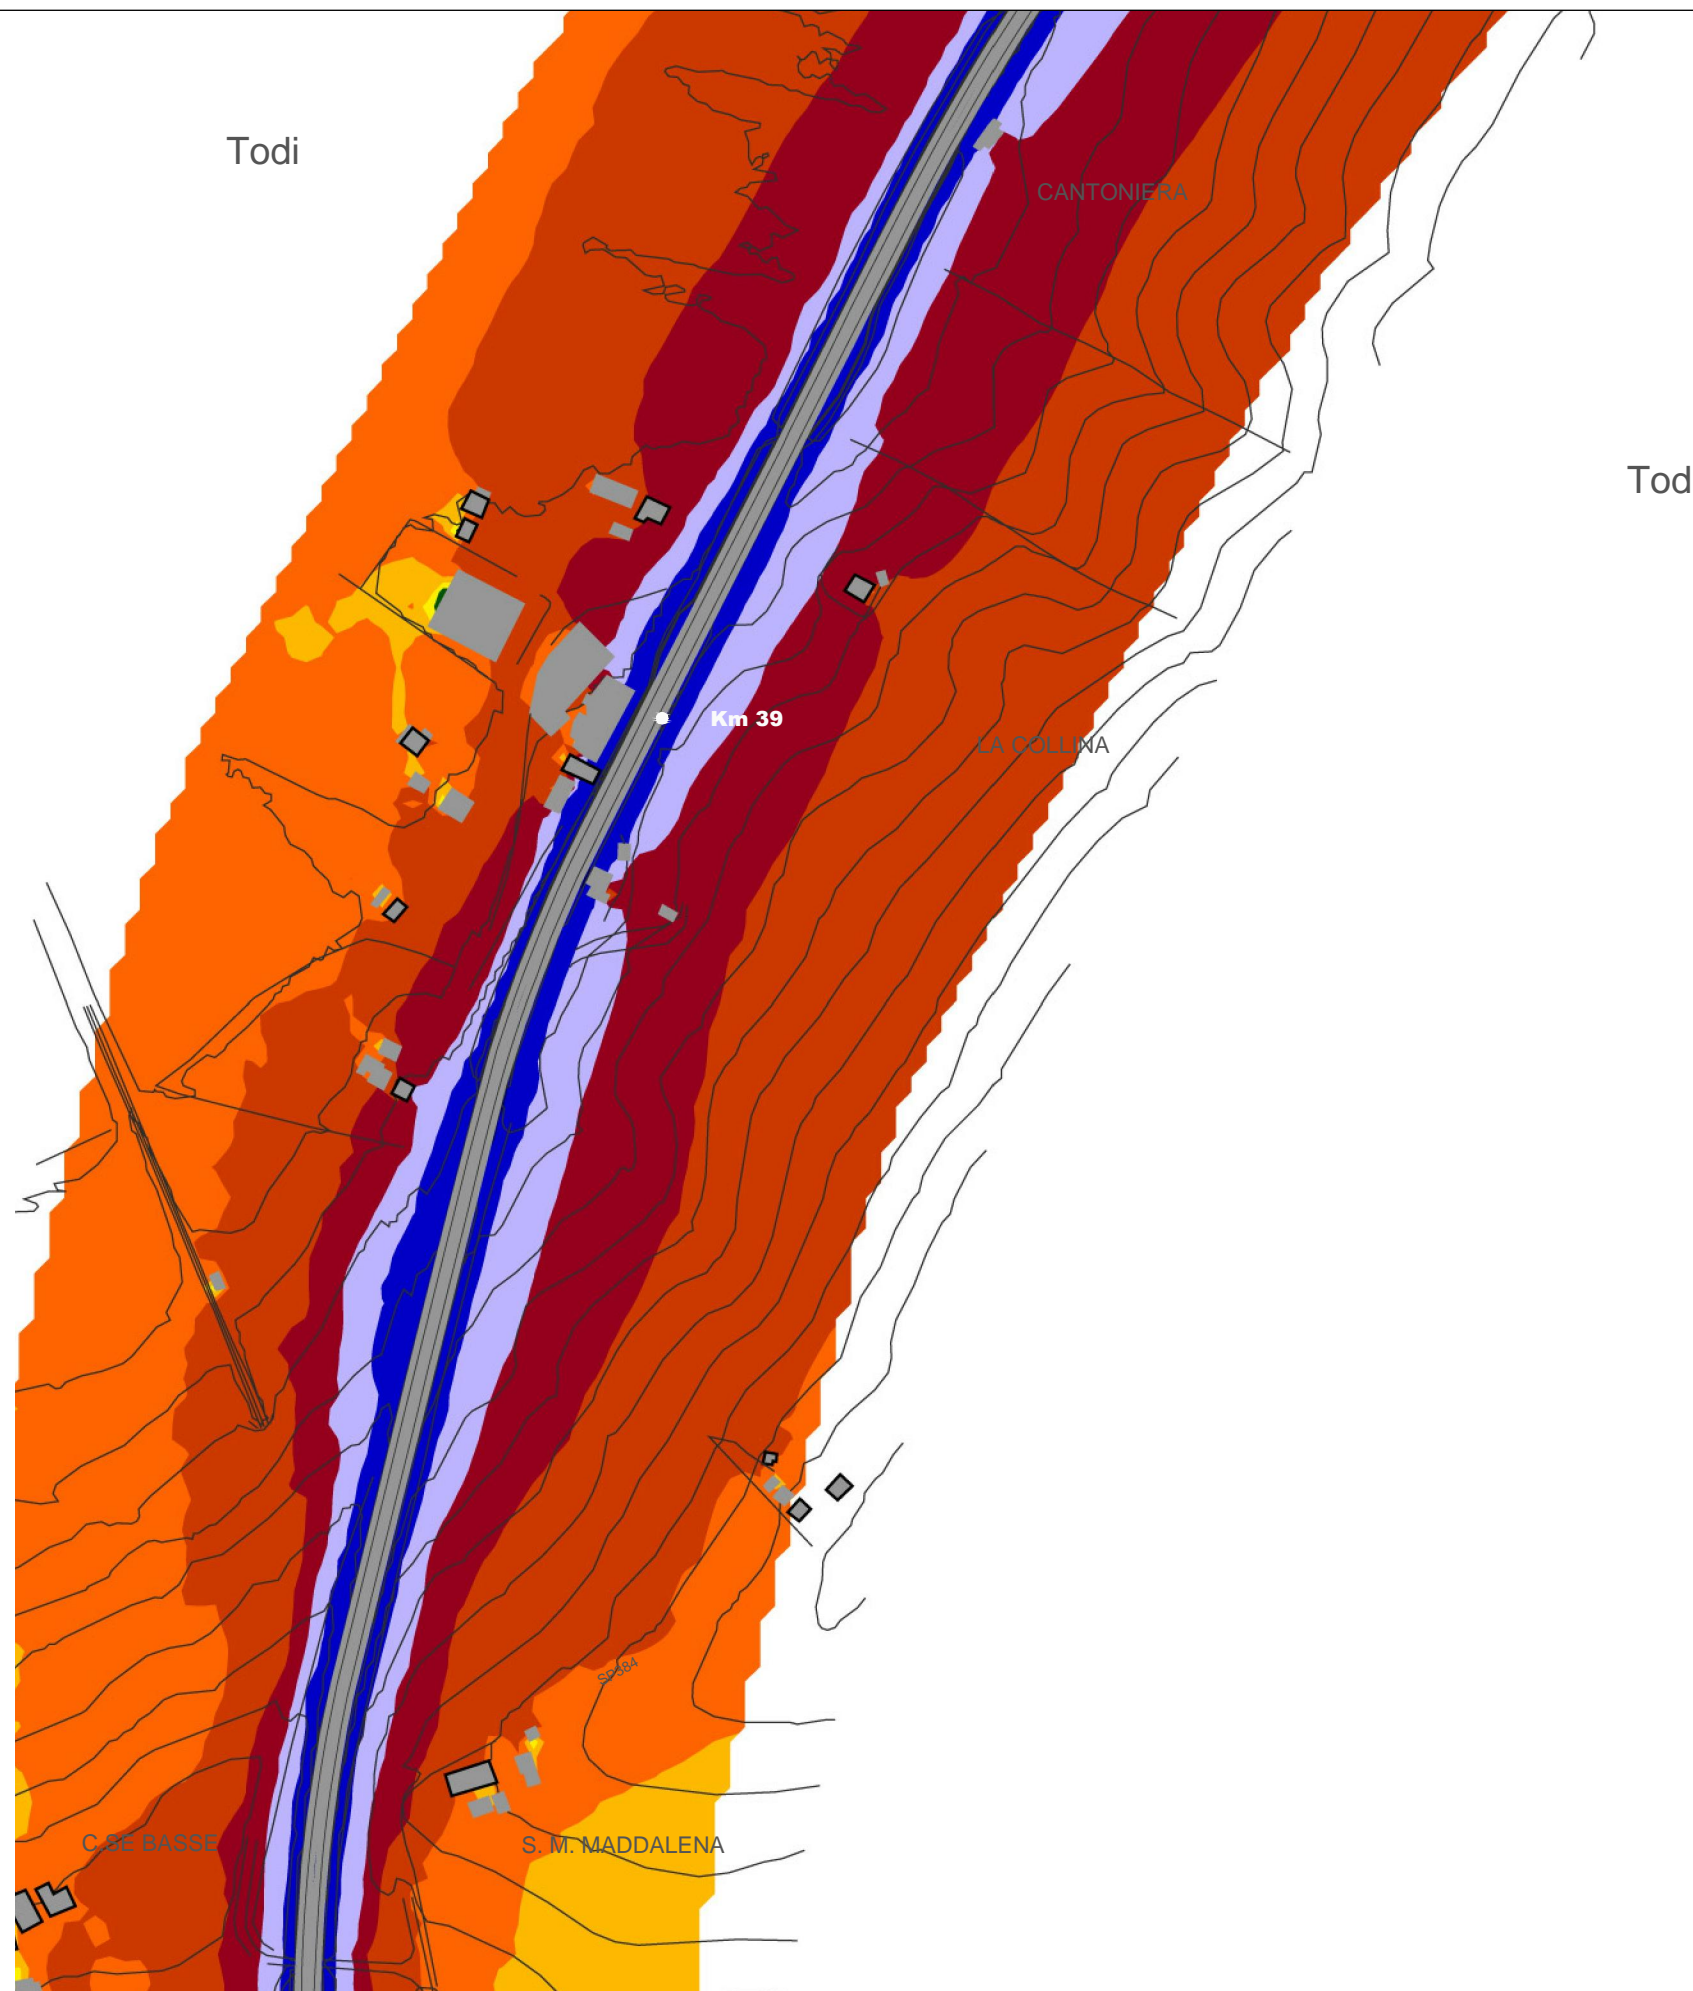 Todi
CANTONIERA
Tod
Km 39
LA COLLINA
SP384
C.SE BASSE
S. M. MADDALENA